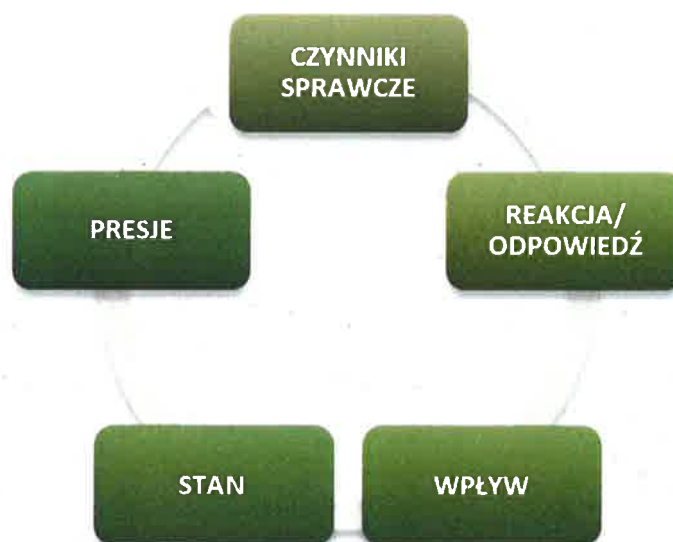 CZYNNIKI
SPRAWCZE
PRESJE
REAKCJA/
ODPOWIEDŹ
STAN
WPŁYW